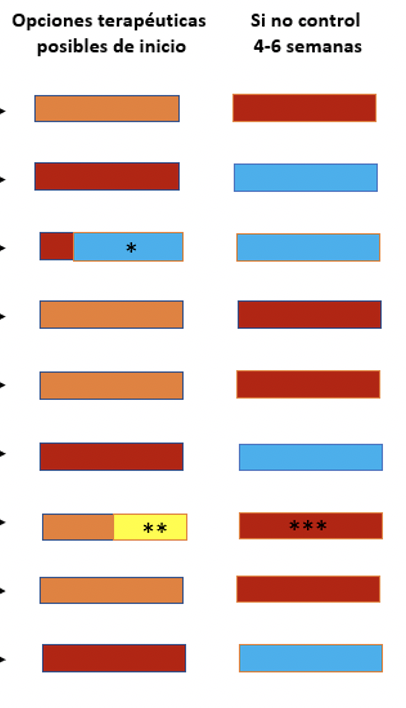 Opciones terapéuticas
posibles de inicio
Si no control
4-6 semanas
*
**
***